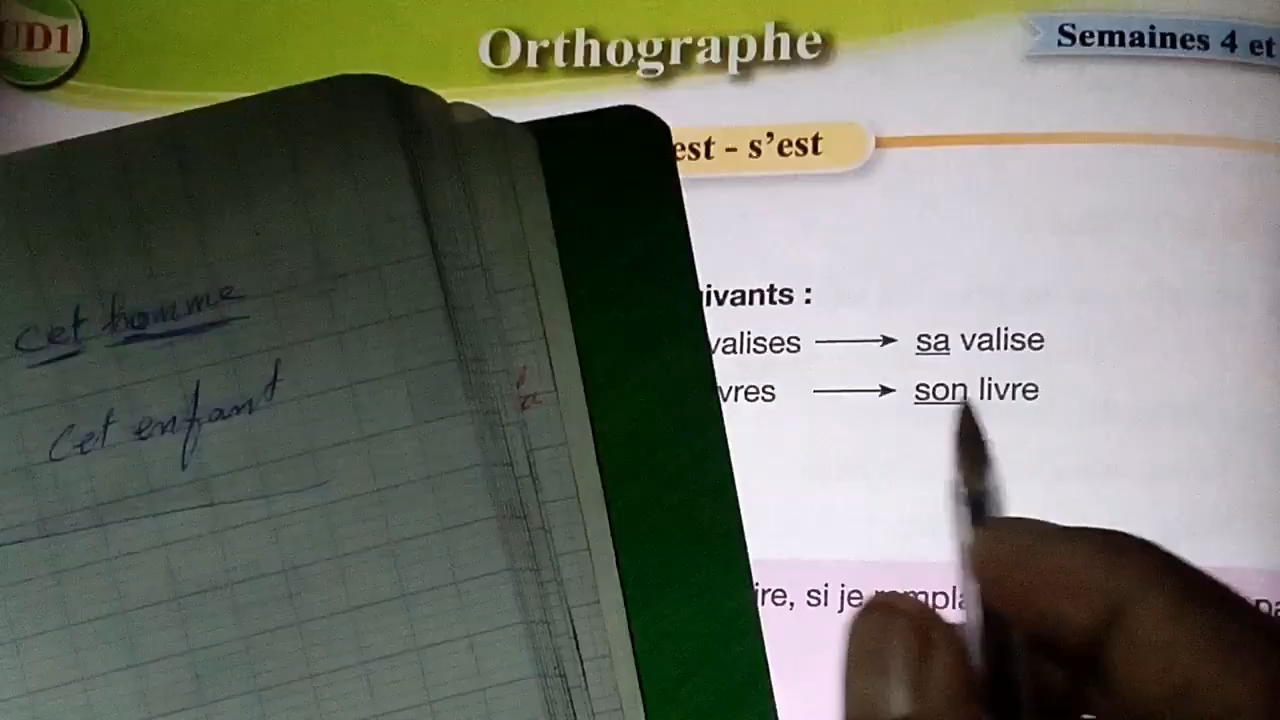 UD1
Orthographe
Semaines 4 et
est - s'est
ivants :
valises → sa valise
vres → son livre
ire, si je
cet homme
cet enfant